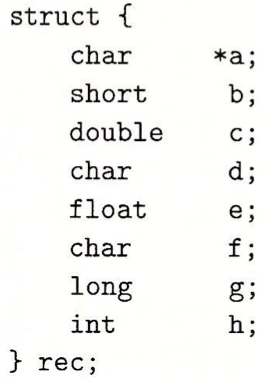 struct {
    char      *a;
    short      b;
    double     c;
    char       d;
    float      e;
    char       f;
    long       g;
    int        h;
} rec;